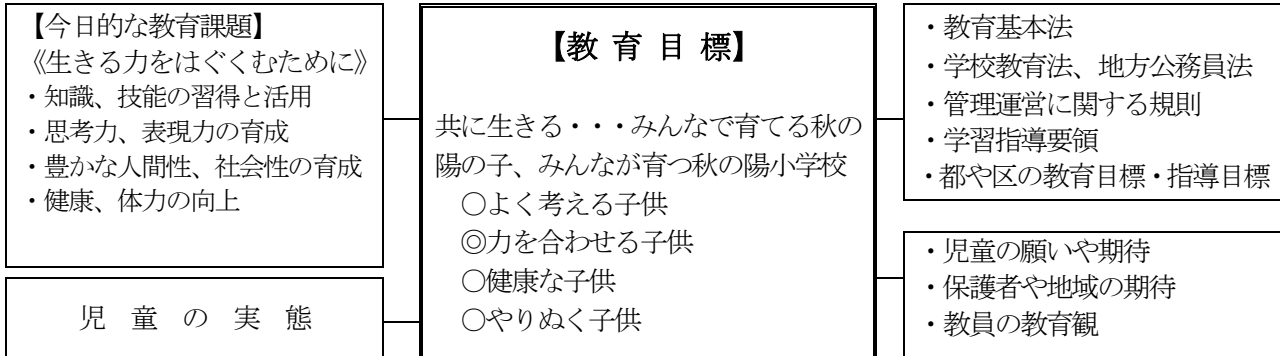 【今日的な教育課題】
《生きる力をはぐくむために》
・知識、技能の習得と活用
・思考力、表現力の育成
・豊かな人間性、社会性の育成
・健康、体力の向上
児 童 の 実 態
【教 育 目 標】
共に生きる・・・みんなで育てる秋の
陽の子、みんなが育つ秋の陽小学校
○よく考える子供
◎力を合わせる子供
○健康な子供
○やりぬく子供
・教育基本法
・学校教育法、地方公務員法
・管理運営に関する規則
・学習指導要領
・都や区の教育目標・指導目標
・児童の願いや期待
・保護者や地域の期待
・教員の教育観